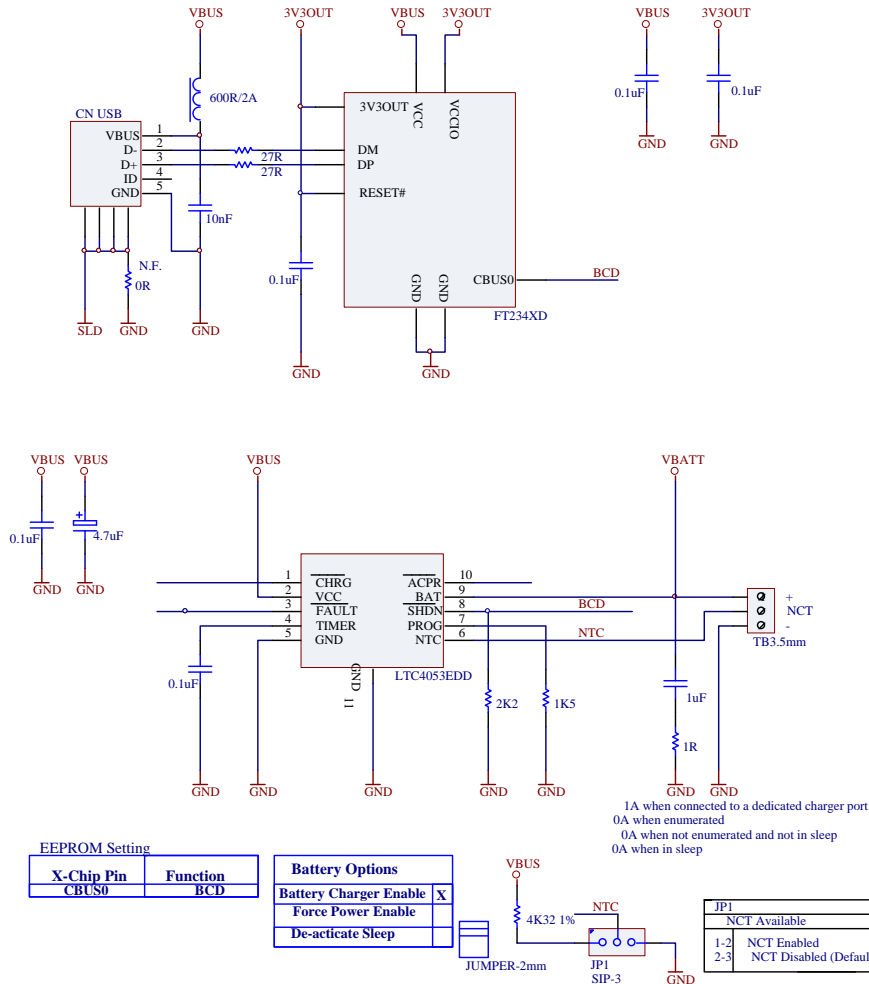 VBUS
3V3OUT
VBUS
3V3OUT
VBUS
3V3OUT
600R/2A
0.1uF
0.1uF
CN USB
VBUS 1
D- 2
D+ 3
ID 4
GND 5
27R
27R
10nF
3V3OUT
VCC
VCCIO
DM
DP
RESET#
GND
GND
CBUS0
BCD
FT234XD
GND
GND
N.F.
0R
0.1uF
SLD
GND
GND
GND
GND
VBUS
VBUS
VBUS
VBATT
0.1uF
+
4.7uF
GND
GND
1 CHRG
2 VCC
3 FAULT
4 TIMER
5 GND
ACPR 10
BAT 9
SHDN 8
PROG 7
NTC 6
GND 11
LTC4053EDD
BCD
NTC
+
NCT
-
TB3.5mm
0.1uF
2K2
1K5
1uF
1R
GND
GND
GND
GND
GND
GND
GND
1A when connected to a dedicated charger port
0A when enumerated
0A when not enumerated and not in sleep
0A when in sleep
EEPROM Setting
X-Chip Pin Function
CBUS0 BCD
Battery Options
Battery Charger Enable X
Force Power Enable
De-acticate Sleep
JUMPER-2mm
VBUS
4K32 1%
NTC
JP1
SIP-3
GND
JP1
NCT Available
1-2 NCT Enabled
2-3 NCT Disabled (Defaul